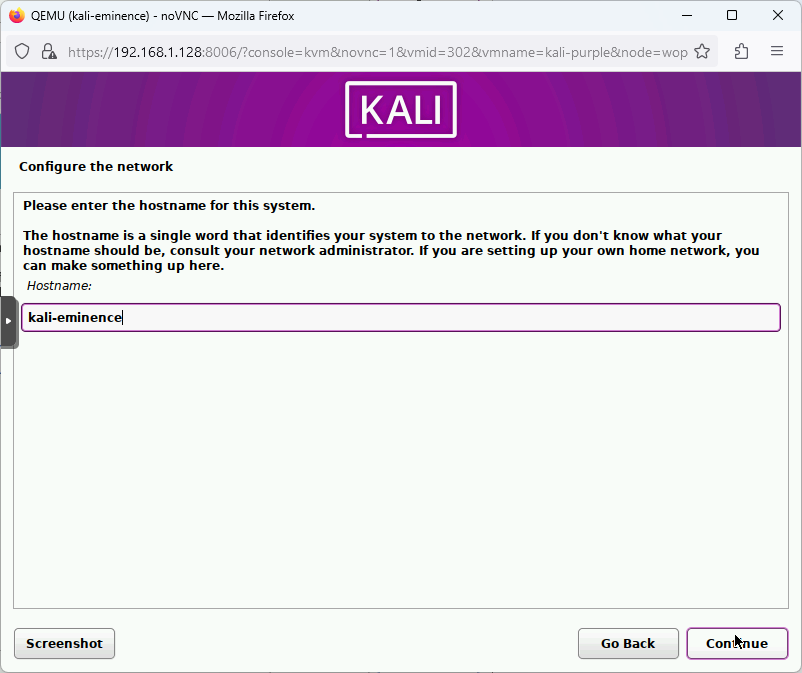 QEMU (kali-eminence) - noVNC — Mozilla Firefox
https://192.168.1.128:8006/?console=kvm&novnc=1&vmid=302&vmname=kali-purple&node=wop
KALI
Configure the network
Please enter the hostname for this system.
The hostname is a single word that identifies your system to the network. If you don't know what your
hostname should be, consult your network administrator. If you are setting up your own home network, you
can make something up here.
Hostname:
kali-eminence
Screenshot
Go Back
Continue